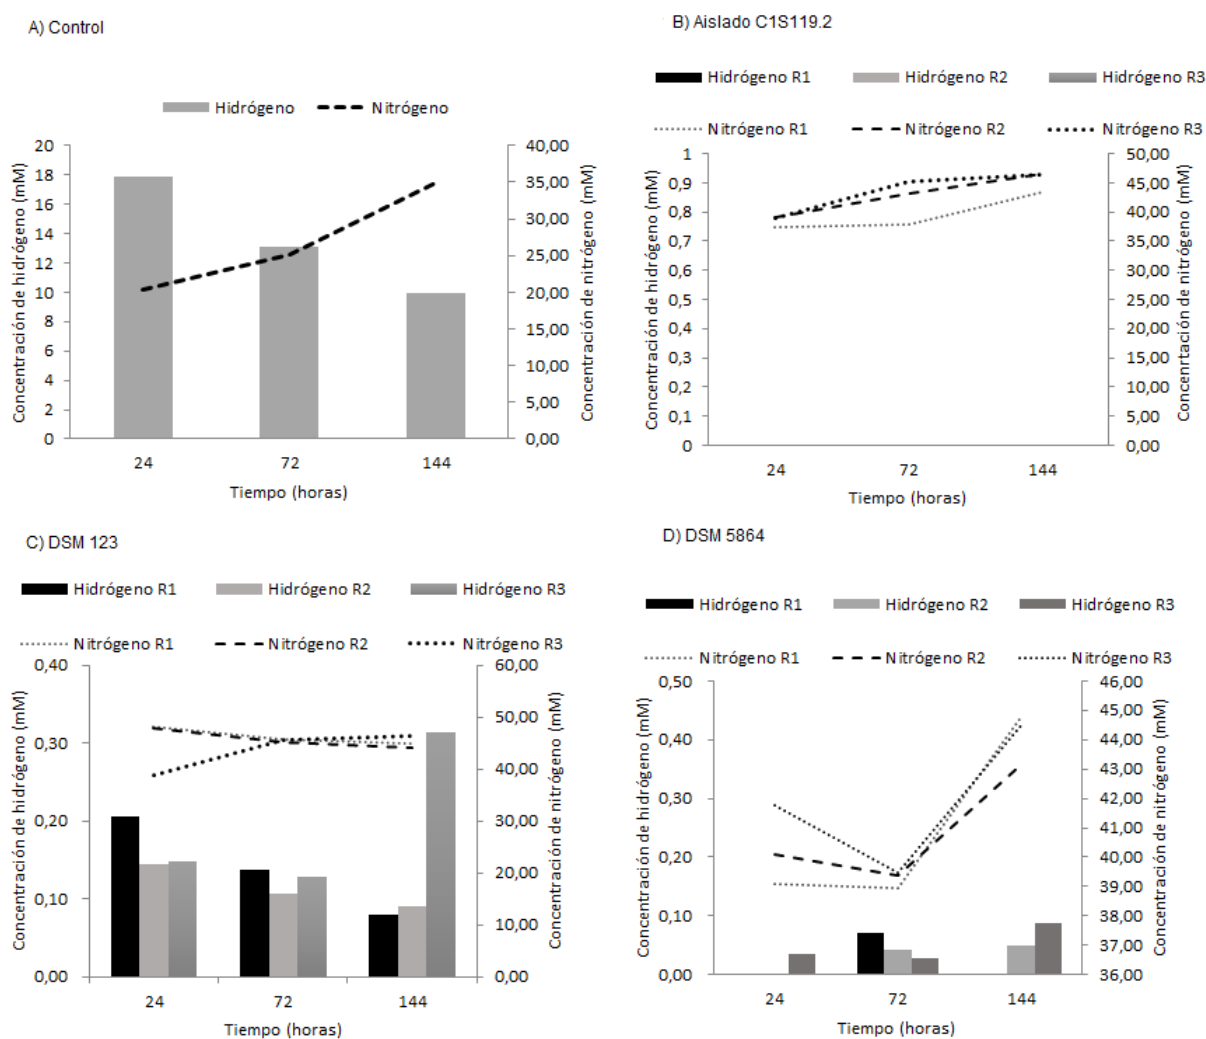 A) Control
Hidrógeno Nitrógeno
Concentración de hidrógeno (mM)
20
18
16
14
12
10
8
6
4
2
0
40,00
35,00
30,00
25,00
20,00
15,00
10,00
5,00
0,00
Concentración de nitrógeno (mM)
24 72 144
Tiempo (horas)
B) Aislado C1S119.2
Hidrógeno R1 Hidrógeno R2 Hidrógeno R3
Nitrógeno R1 Nitrógeno R2 Nitrógeno R3
Concentración de hidrógeno (mM)
1
0,9
0,8
0,7
0,6
0,5
0,4
0,3
0,2
0,1
0
50,00
45,00
40,00
35,00
30,00
25,00
20,00
15,00
10,00
5,00
0,00
Concenrtación de nitrógeno (mM)
24 72 144
Tiempo (horas)
C) DSM 123
Hidrógeno R1 Hidrógeno R2 Hidrógeno R3
Nitrógeno R1 Nitrógeno R2 Nitrógeno R3
Concentración de hidrógeno (mM)
0,40
0,30
0,20
0,10
0,00
60,00
50,00
40,00
30,00
20,00
10,00
0,00
Concentración de nitrógeno (mM)
24 72 144
Tiempo (horas)
D) DSM 5864
Hidrógeno R1 Hidrógeno R2 Hidrógeno R3
Nitrógeno R1 Nitrógeno R2 Nitrógeno R3
Concentración de hidrógeno (mM)
0,50
0,40
0,30
0,20
0,10
0,00
46,00
45,00
44,00
43,00
42,00
41,00
40,00
39,00
38,00
37,00
36,00
Concentración de nitrógeno (mM)
24 72 144
Tiempo (horas)